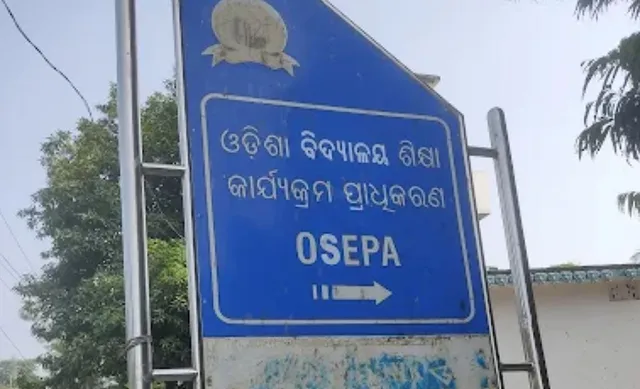 ଓଡ଼ିଶା ବିଦ୍ୟାଳୟ ଶିକ୍ଷା
କାର୍ଯ୍ୟକ୍ରମ ପ୍ରାଧିକରଣ
OSEPA